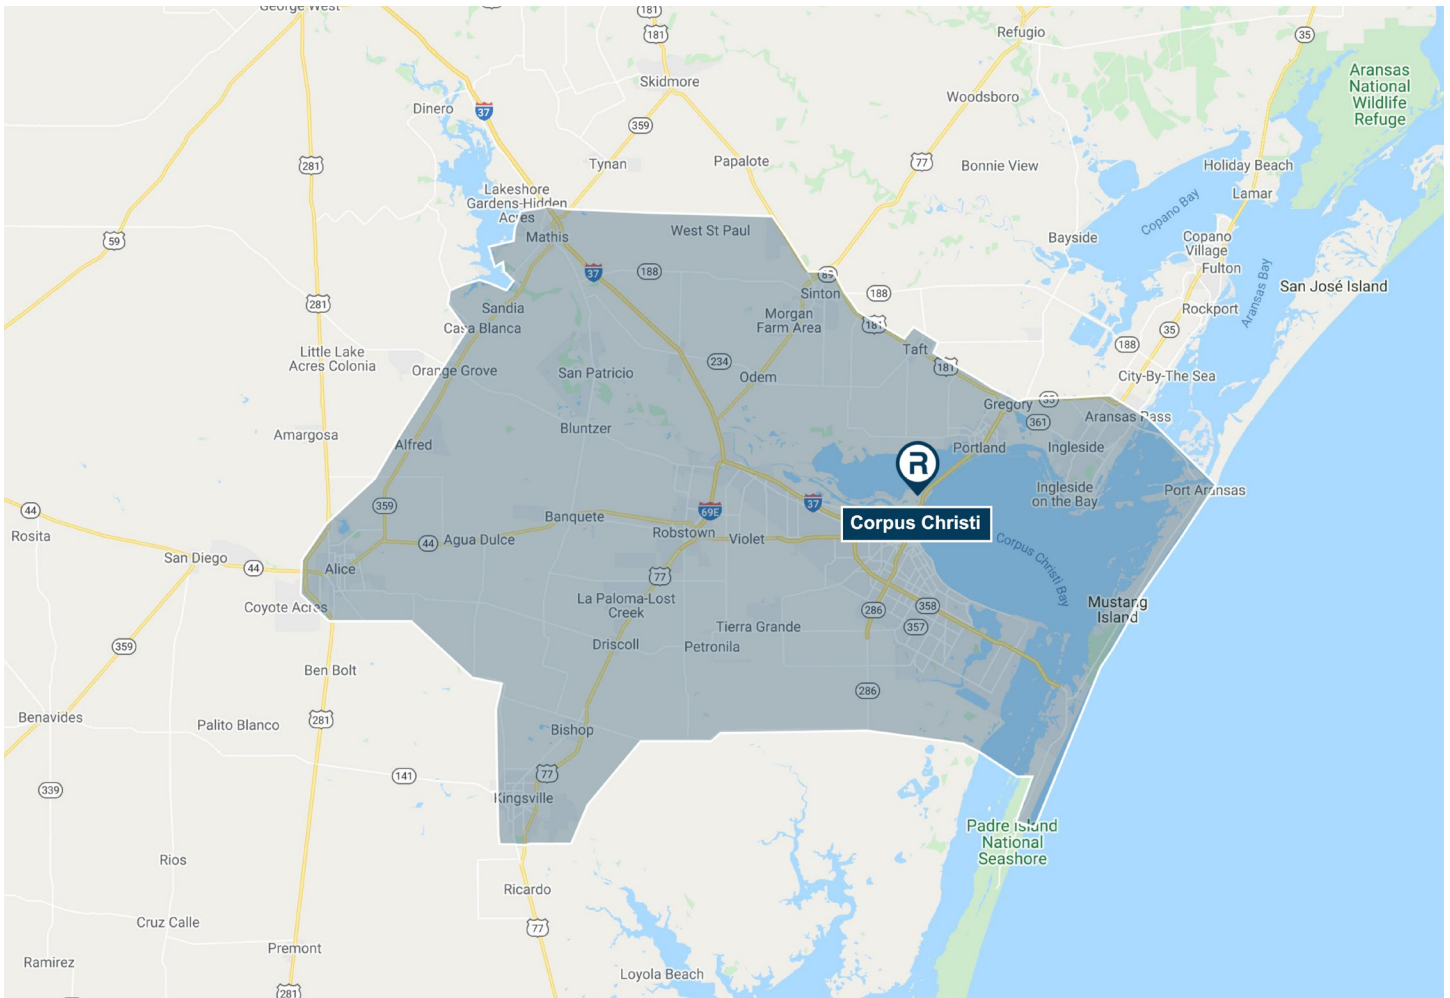 George West
181
181
Refugio
35
Skidmore
Aransas
National
Wildlife
Refuge
Dinero
37
Woodsboro
359
281
Tynan
Papalote
77
Bonnie View
Holiday Beach
Lakeshore
Gardens-Hidden
Acres
Lamar
Copano Bay
59
Mathis
West St Paul
Bayside
Copano
Village
Fulton
37
188
89
Aransas Bay
San José Island
281
Sandia
Sinton
188
Rockport
Casa Blanca
Morgan
Farm Area
181
35
188
Little Lake
Acres Colonia
Orange Grove
San Patricio
234
Odem
Taft
181
City-By-The Sea
Gregory
35
Aransas Pass
361
Amargosa
Alfred
Bluntzer
Portland
Ingleside
R
Ingleside
on the Bay
Port Aransas
359
37
44
69E
Banquete
Corpus Christi
Rosita
Robstown
Violet
44
Agua Dulce
San Diego
44
Alice
Corpus Christi Bay
77
Coyote Acres
La Paloma-Lost
Creek
286
358
Mustang
Island
357
Tierra Grande
359
Driscoll
Petronila
Ben Bolt
286
Benavides
Palito Blanco
281
Bishop
141
77
339
Kingsville
Padre Island
National
Seashore
Rios
Ricardo
Cruz Calle
77
Premont
Ramirez
Loyola Beach
281